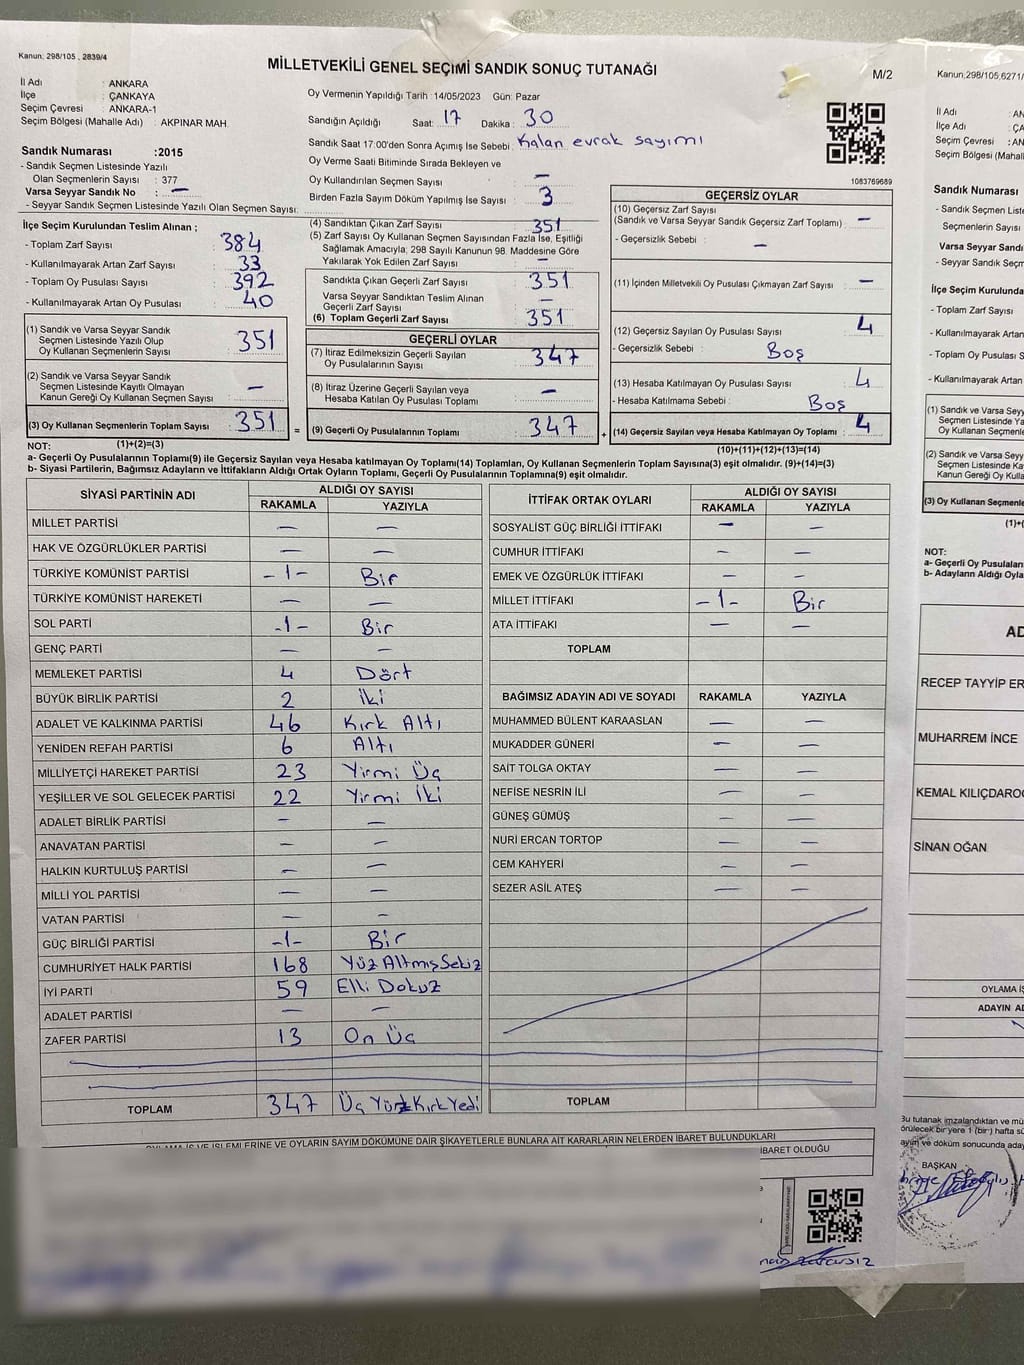 Kanun: 298/105 , 2839/4
MİLLETVEKİLİ GENEL SEÇİMİ SANDIK SONUÇ TUTANAĞI
M/2
İl Adı : ANKARA
İlçe : ÇANKAYA
Seçim Çevresi : ANKARA-1
Seçim Bölgesi (Mahalle Adı) : AKPINAR MAH.
Oy Vermenin Yapıldığı Tarih : 14/05/2023 Gün: Pazar
Sandığın Açıldığı Saat: 17 Dakika : 30
Sandık Saat 17:00'den Sonra Açımış İse Sebebi : Kalan evrak sayımı
Oy Verme Saati Bitiminde Sırada Bekleyen ve
Oy Kullandırılan Seçmen Sayısı —
Birden Fazla Sayım Döküm Yapılmış İse Sayısı : 3
1083769689
Sandık Numarası :2015
- Sandık Seçmen Listesinde Yazılı
Olan Seçmenlerin Sayısı : 377
Varsa Seyyar Sandık No : —
- Seyyar Sandık Seçmen Listesinde Yazılı Olan Seçmen Sayısı:
İlçe Seçim Kurulundan Teslim Alınan ;
- Toplam Zarf Sayısı : 384
- Kullanılmayarak Artan Zarf Sayısı : 33
- Toplam Oy Pusulası Sayısı : 392
- Kullanılmayarak Artan Oy Pusulası : 40
(1) Sandık ve Varsa Seyyar Sandık
Seçmen Listesinde Yazılı Olup
Oy Kullanan Seçmenlerin Sayısı : 351
(2) Sandık ve Varsa Seyyar Sandık
Seçmen Listesinde Kayıtlı Olmayan
Kanun Gereği Oy Kullanan Seçmen Sayısı : —
(3) Oy Kullanan Seçmenlerin Toplam Sayısı : 351
(4) Sandıktan Çıkan Zarf Sayısı : 351
(5) Zarf Sayısı Oy Kullanan Seçmen Sayısından Fazla İse, Eşitliği
Sağlamak Amacıyla; 298 Sayılı Kanunun 98. Maddesine Göre
Yakılarak Yok Edilen Zarf Sayısı : —
Sandıkta Çıkan Geçerli Zarf Sayısı : 351
Varsa Seyyar Sandıktan Teslim Alınan
Geçerli Zarf Sayısı : —
(6) Toplam Geçerli Zarf Sayısı : 351
GEÇERLİ OYLAR
(7) İtiraz Edilmeksizin Geçerli Sayılan
Oy Pusulalarının Sayısı : 347
(8) İtiraz Üzerine Geçerli Sayılan veya
Hesaba Katılan Oy Pusulası Toplamı : —
= (9) Geçerli Oy Pusulalarının Toplamı : 347
GEÇERSİZ OYLAR
(10) Geçersiz Zarf Sayısı
(Sandık ve Varsa Seyyar Sandık Geçersiz Zarf Toplamı) : —
- Geçersizlik Sebebi : —
(11) İçinden Milletvekili Oy Pusulası Çıkmayan Zarf Sayısı : —
(12) Geçersiz Sayılan Oy Pusulası Sayısı : 4
- Geçersizlik Sebebi : Boş
(13) Hesaba Katılmayan Oy Pusulası Sayısı : 4
- Hesaba Katılmama Sebebi : Boş
+ (14) Geçersiz Sayılan veya Hesaba Katılmayan Oy Toplamı : 4
NOT: (1)+(2)=(3)
(10)+(11)+(12)+(13)=(14)
a- Geçerli Oy Pusulalarının Toplamı(9) ile Geçersiz Sayılan veya Hesaba katılmayan Oy Toplamı(14) Toplamları, Oy Kullanan Seçmenlerin Toplam Sayısına(3) eşit olmalıdır. (9)+(14)=(3)
b- Siyasi Partilerin, Bağımsız Adayların ve İttifakların Aldığı Ortak Oyların Toplamı, Geçerli Oy Pusulalarının Toplamına(9) eşit olmalıdır.
SİYASİ PARTİNİN ADI ALDIĞI OY SAYISI
RAKAMLA YAZIYLA
MİLLET PARTİSİ — —
HAK VE ÖZGÜRLÜKLER PARTİSİ — —
TÜRKİYE KOMÜNİST PARTİSİ -1- Bir
TÜRKİYE KOMÜNİST HAREKETİ — —
SOL PARTİ -1- Bir
GENÇ PARTİ — —
MEMLEKET PARTİSİ 4 Dört
BÜYÜK BİRLİK PARTİSİ 2 İki
ADALET VE KALKINMA PARTİSİ 46 Kırk Altı
YENİDEN REFAH PARTİSİ 6 Altı
MİLLİYETÇİ HAREKET PARTİSİ 23 Yirmi Üç
YEŞİLLER VE SOL GELECEK PARTİSİ 22 Yirmi İki
ADALET BİRLİK PARTİSİ — —
ANAVATAN PARTİSİ — —
HALKIN KURTULUŞ PARTİSİ — —
MİLLİ YOL PARTİSİ — —
VATAN PARTİSİ — —
GÜÇ BİRLİĞİ PARTİSİ -1- Bir
CUMHURİYET HALK PARTİSİ 168 Yüz Altmış Sekiz
İYİ PARTİ 59 Elli Dokuz
ADALET PARTİSİ — —
ZAFER PARTİSİ 13 On Üç
TOPLAM 347 Üç Yüz Kırk Yedi
İTTİFAK ORTAK OYLARI ALDIĞI OY SAYISI
RAKAMLA YAZIYLA
SOSYALİST GÜÇ BİRLİĞİ İTTİFAKI — —
CUMHUR İTTİFAKI — —
EMEK VE ÖZGÜRLÜK İTTİFAKI — —
MİLLET İTTİFAKI -1- Bir
ATA İTTİFAKI — —
TOPLAM
BAĞIMSIZ ADAYIN ADI VE SOYADI RAKAMLA YAZIYLA
MUHAMMED BÜLENT KARAASLAN — —
MUKADDER GÜNERİ — —
SAİT TOLGA OKTAY — —
NEFİSE NESRİN İLİ — —
GÜNEŞ GÜMÜŞ — —
NURİ ERCAN TORTOP — —
CEM KAHYERİ — —
SEZER ASİL ATEŞ — —
TOPLAM
OYLAMA İŞ VE İŞLEMLERİNE VE OYLARIN SAYIM DÖKÜMÜNE DAİR ŞİKAYETLERLE BUNLARA AİT KARARLARIN NELERDEN İBARET BULUNDUKLARI
İBARET OLDUĞU
Kanun,298/105,6271/
İl Adı : AN
İlçe Adı : ÇA
Seçim Çevresi : AN
Seçim Bölgesi (Mahalle
Sandık Numarası
- Sandık Seçmen Liste
Seçmenlerin Sayısı
Varsa Seyyar Sandı
- Seyyar Sandık Seçm
İlçe Seçim Kurulunda
- Toplam Zarf Sayısı
- Kullanılmayarak Artan
- Toplam Oy Pusulası S
- Kullanılmayarak Artan
(1) Sandık ve Varsa Seyy
Seçmen Listesinde Ya
Oy Kullanan Seçmenle
(2) Sandık ve Varsa Seyy
Seçmen Listesinde Ka
Kanun Gereği Oy Kulla
(3) Oy Kullanan Seçmenle
(1)+(
NOT:
a- Geçerli Oy Pusulaları
b- Adayların Aldığı Oyla
AD
RECEP TAYYİP ER
MUHARREM İNCE
KEMAL KILIÇDARO
SİNAN OĞAN
OYLAMA İŞ
ADAYIN AD
Bu tutanak imzalandıktan ve mü
görülecek bir yere 1 (bir) hafta sü
sayım ve döküm sonucunda aday
BAŞKAN